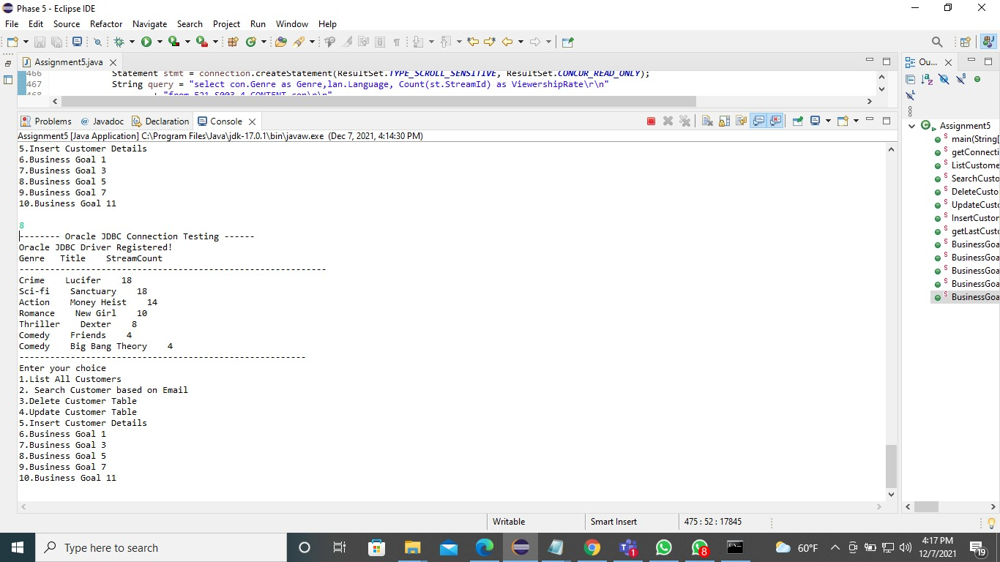 Phase 5 - Eclipse IDE
File Edit Source Refactor Navigate Search Project Run Window Help
Assignment5.java
466 Statement stmt = connection.createStatement(ResultSet.TYPE_SCROLL_SENSITIVE, ResultSet.CONCUR_READ_ONLY);
467 String query = "select con.Genre as Genre,lan.Language, Count(st.StreamId) as ViewershipRate\r\n"
Problems @ Javadoc Declaration Console
Assignment5 [Java Application] C:\Program Files\Java\jdk-17.0.1\bin\javaw.exe (Dec 7, 2021, 4:14:30 PM)
5.Insert Customer Details
6.Business Goal 1
7.Business Goal 3
8.Business Goal 5
9.Business Goal 7
10.Business Goal 11
8
-------- Oracle JDBC Connection Testing ------
Oracle JDBC Driver Registered!
Genre Title StreamCount
------------------------------------------------------------
Crime Lucifer 18
Sci-fi Sanctuary 18
Action Money Heist 14
Romance New Girl 10
Thriller Dexter 8
Comedy Friends 4
Comedy Big Bang Theory 4
--------------------------------------------------------
Enter your choice
1.List All Customers
2. Search Customer based on Email
3.Delete Customer Table
4.Update Customer Table
5.Insert Customer Details
6.Business Goal 1
7.Business Goal 3
8.Business Goal 5
9.Business Goal 7
10.Business Goal 11
Ou...
Assignment5
main(String[
getConnecti
ListCustome
SearchCusto
DeleteCusto
UpdateCusto
InsertCustor
getLastCusto
BusinessGoa
BusinessGoa
BusinessGoa
BusinessGoa
BusinessGoa
Writable Smart Insert 475 : 52 : 17845
Type here to search
1
8
60°F
4:17 PM
12/7/2021
19